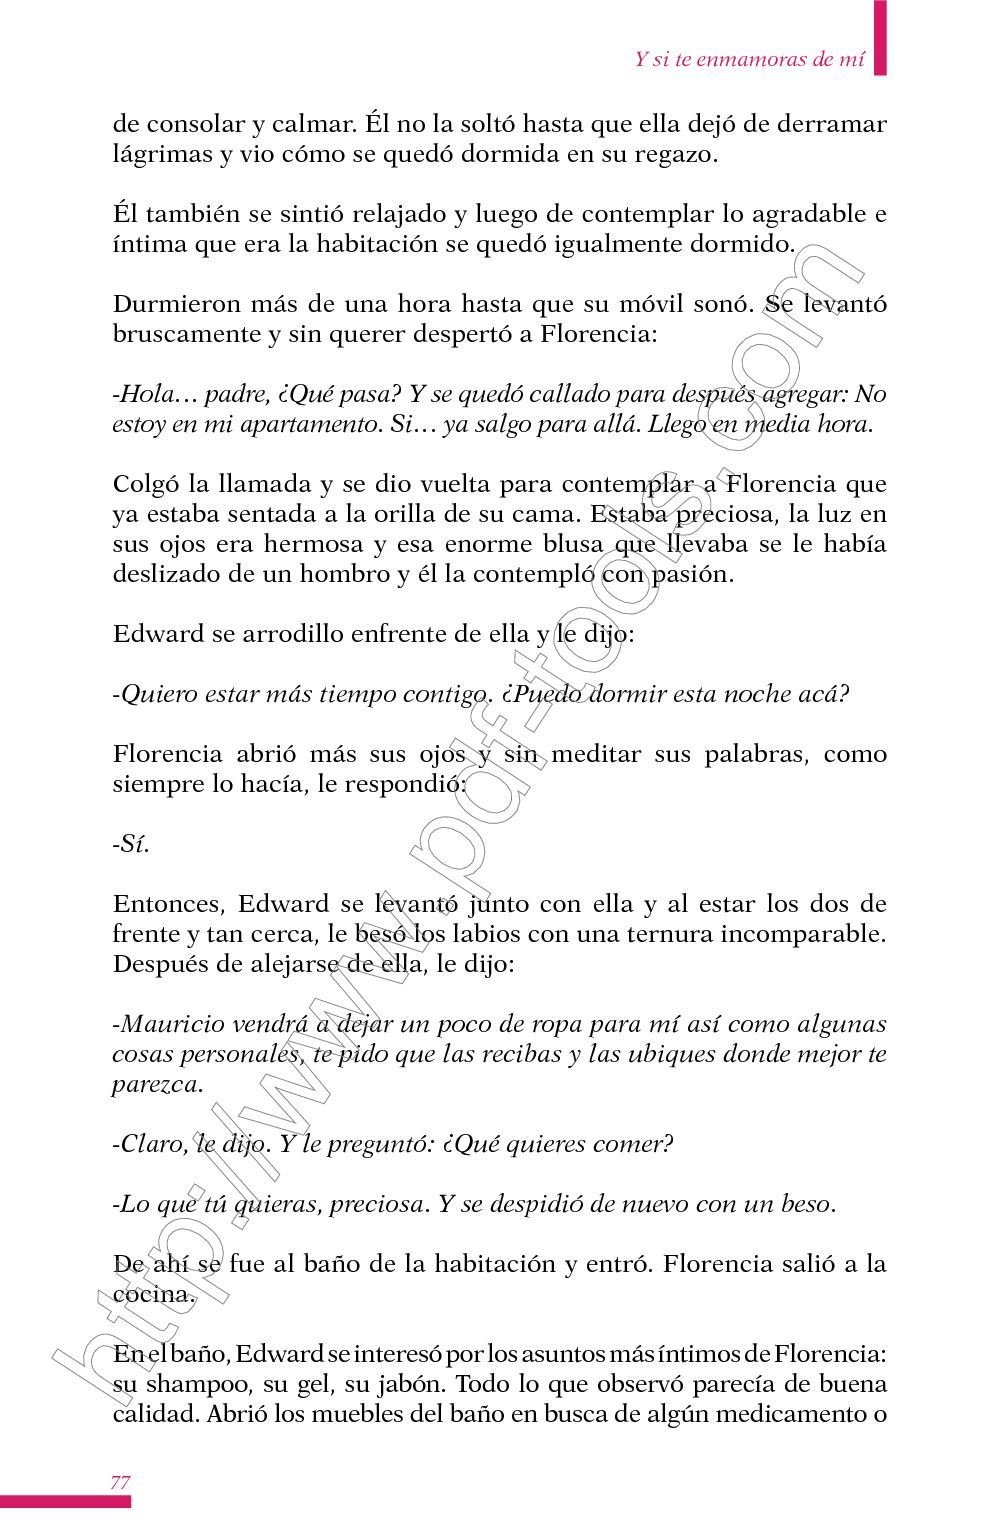 Y si te enmamoras de mí
de consolar y calmar. Él no la soltó hasta que ella dejó de derramar
lágrimas y vio cómo se quedó dormida en su regazo.
Él también se sintió relajado y luego de contemplar lo agradable e
íntima que era la habitación se quedó igualmente dormido.
Durmieron más de una hora hasta que su móvil sonó. Se levantó
bruscamente y sin querer despertó a Florencia:
-Hola… padre, ¿Qué pasa? Y se quedó callado para después agregar: No
estoy en mi apartamento. Si… ya salgo para allá. Llego en media hora.
Colgó la llamada y se dio vuelta para contemplar a Florencia que
ya estaba sentada a la orilla de su cama. Estaba preciosa, la luz en
sus ojos era hermosa y esa enorme blusa que llevaba se le había
deslizado de un hombro y él la contempló con pasión.
Edward se arrodillo enfrente de ella y le dijo:
-Quiero estar más tiempo contigo. ¿Puedo dormir esta noche acá?
Florencia abrió más sus ojos y sin meditar sus palabras, como
siempre lo hacía, le respondió:
-Sí.
Entonces, Edward se levantó junto con ella y al estar los dos de
frente y tan cerca, le besó los labios con una ternura incomparable.
Después de alejarse de ella, le dijo:
-Mauricio vendrá a dejar un poco de ropa para mí así como algunas
cosas personales, te pido que las recibas y las ubiques donde mejor te
parezca.
-Claro, le dijo. Y le preguntó: ¿Qué quieres comer?
-Lo que tú quieras, preciosa. Y se despidió de nuevo con un beso.
De ahí se fue al baño de la habitación y entró. Florencia salió a la
cocina.
En el baño, Edward se interesó por los asuntos más íntimos de Florencia:
su shampoo, su gel, su jabón. Todo lo que observó parecía de buena
calidad. Abrió los muebles del baño en busca de algún medicamento o
77
http://www.pdf-tools.com